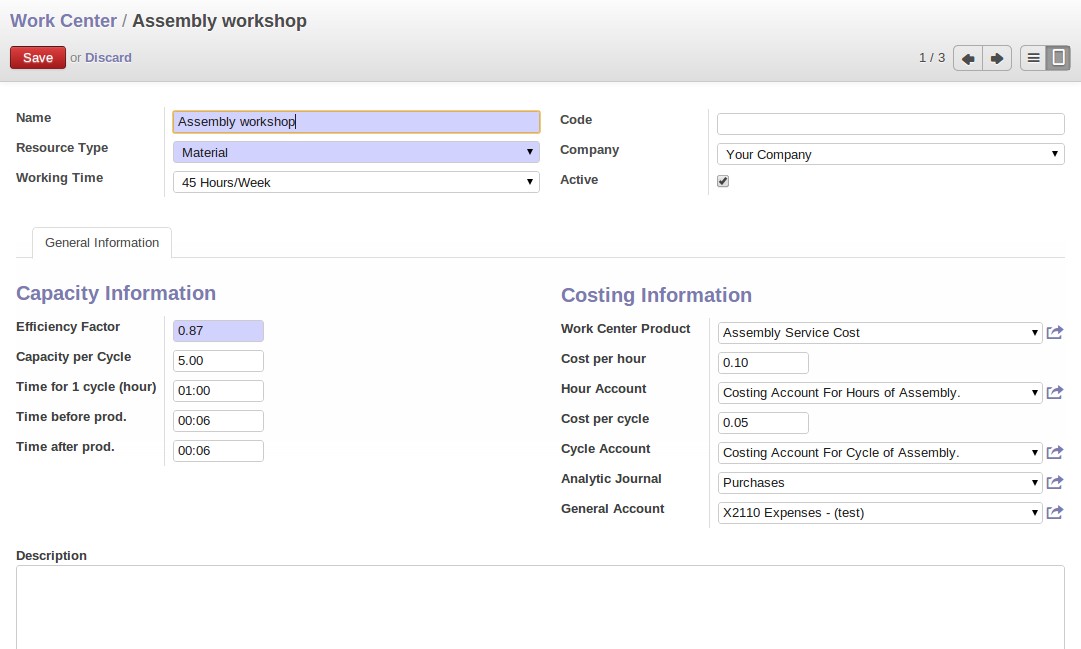 Work Center / Assembly workshop
Save or Discard
1 / 3
Name Assembly workshop
Resource Type Material
Working Time 45 Hours/Week
Code
Company Your Company
Active
General Information
Capacity Information
Efficiency Factor 0.87
Capacity per Cycle 5.00
Time for 1 cycle (hour) 01:00
Time before prod. 00:06
Time after prod. 00:06
Costing Information
Work Center Product Assembly Service Cost
Cost per hour 0.10
Hour Account Costing Account For Hours of Assembly.
Cost per cycle 0.05
Cycle Account Costing Account For Cycle of Assembly.
Analytic Journal Purchases
General Account X2110 Expenses - (test)
Description